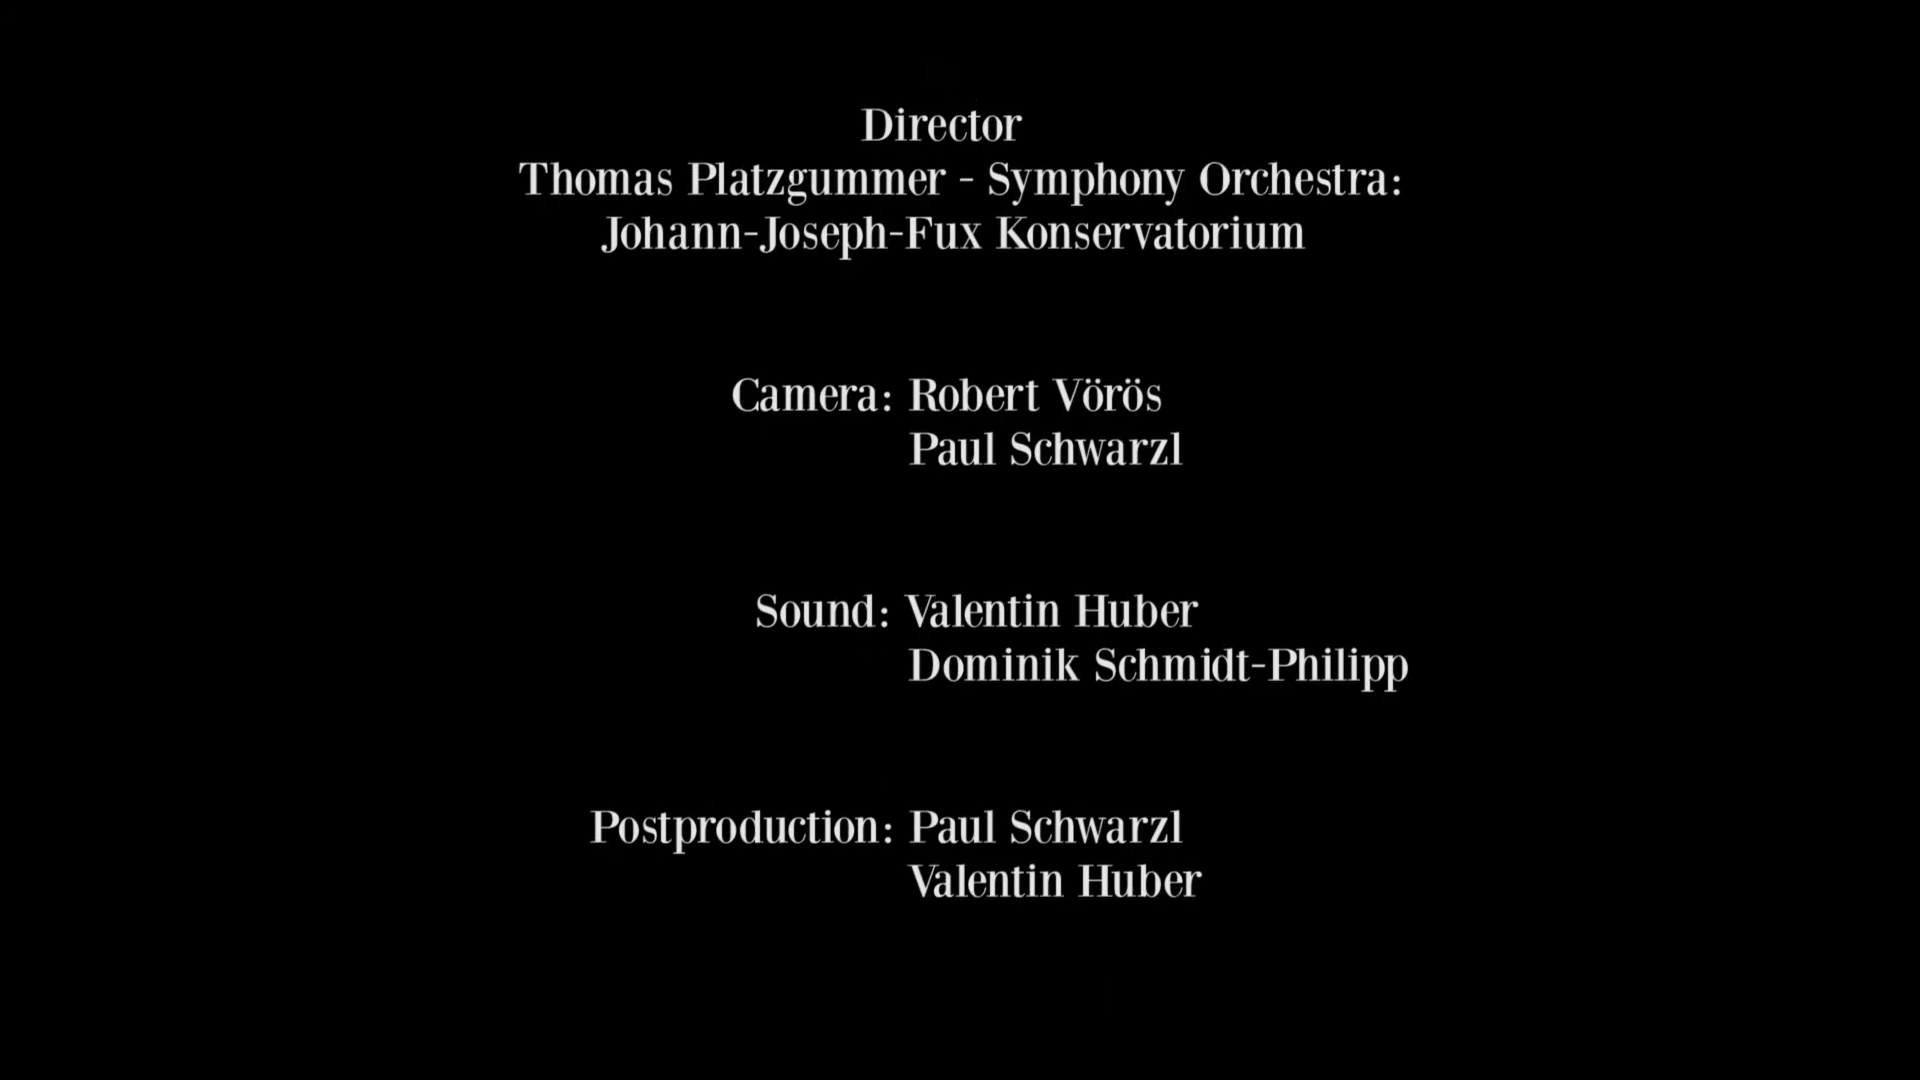 Director
Thomas Platzgummer - Symphony Orchestra:
Johann-Joseph-Fux Konservatorium
Camera: Robert Vörös
Paul Schwarzl
Sound: Valentin Huber
Dominik Schmidt-Philipp
Postproduction: Paul Schwarzl
Valentin Huber